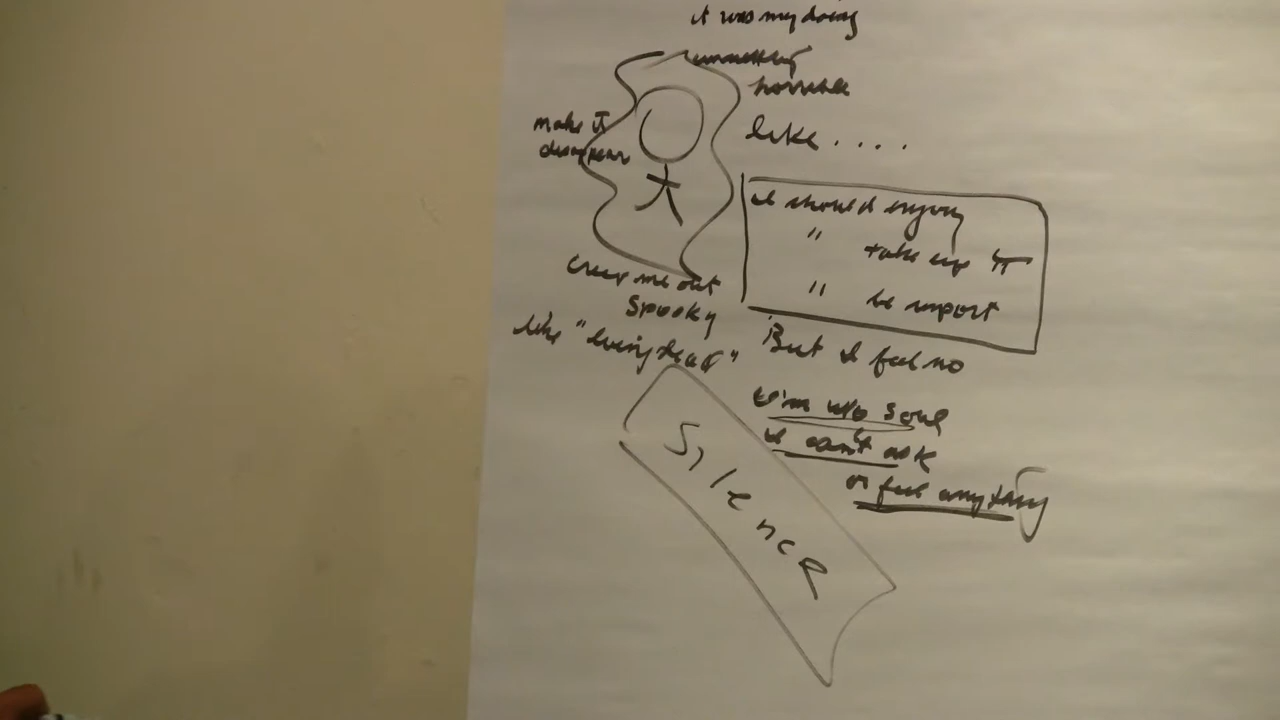 it was my doing
something
horrible
make it
disappear
like . . . .
I should enjoy
" take up
" be import
creep me out
spooky
like "living dead"
But I feel no
I'm w/o soul
I can't ask
or feel anything
Silence